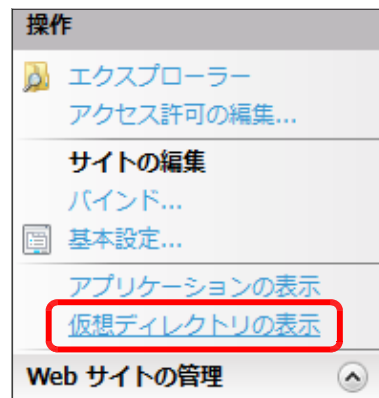 操作
エクスプローラー
アクセス許可の編集...
サイトの編集
バインド...
基本設定...
アプリケーションの表示
仮想ディレクトリの表示
Web サイトの管理